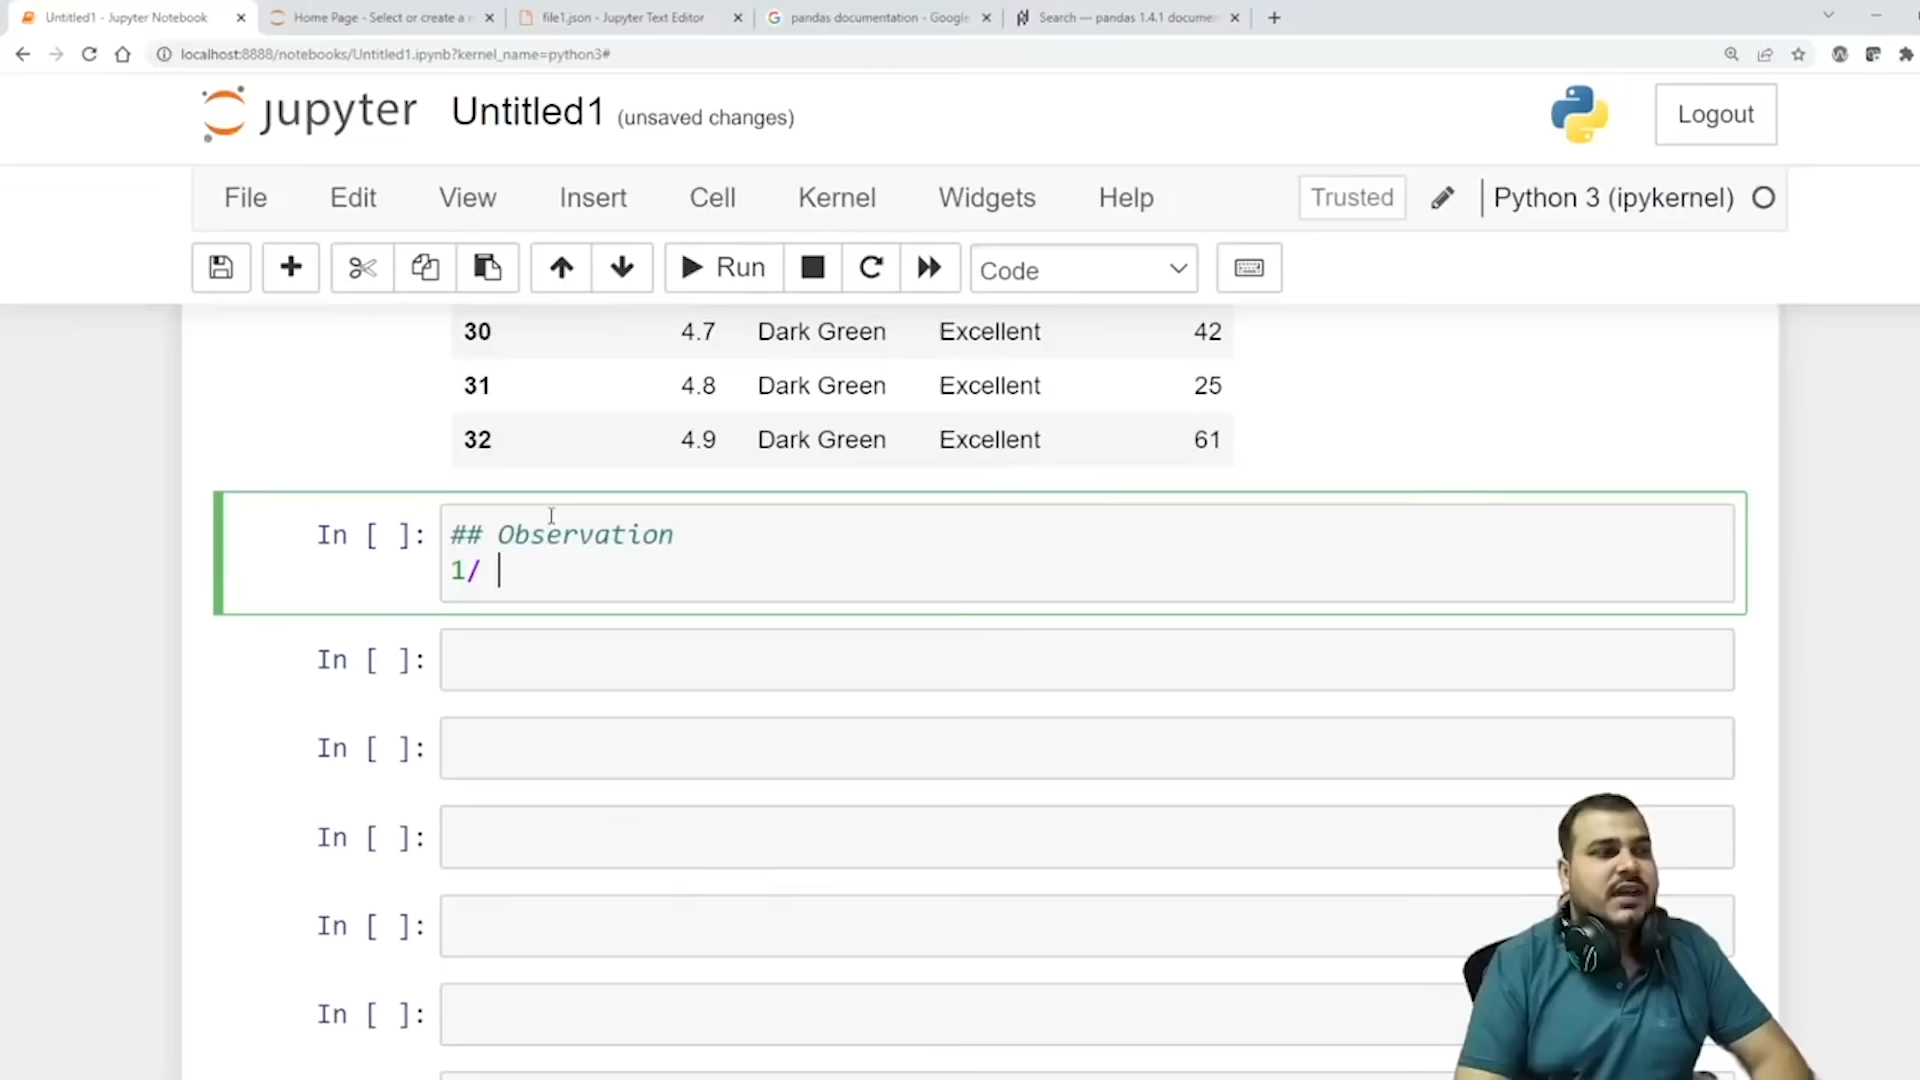 Untitled1 - Jupyter Notebook
Home Page - Select or create a n
file1.json - Jupyter Text Editor
pandas documentation - Google
Search — pandas 1.4.1 documen
localhost:8888/notebooks/Untitled1.ipynb?kernel_name=python3#
jupyter Untitled1 (unsaved changes)
Logout
File Edit View Insert Cell Kernel Widgets Help Trusted Python 3 (ipykernel)
Run Code
30 4.7 Dark Green Excellent 42
31 4.8 Dark Green Excellent 25
32 4.9 Dark Green Excellent 61
In [ ]: ## Observation
1/
In [ ]:
In [ ]:
In [ ]:
In [ ]:
In [ ]: